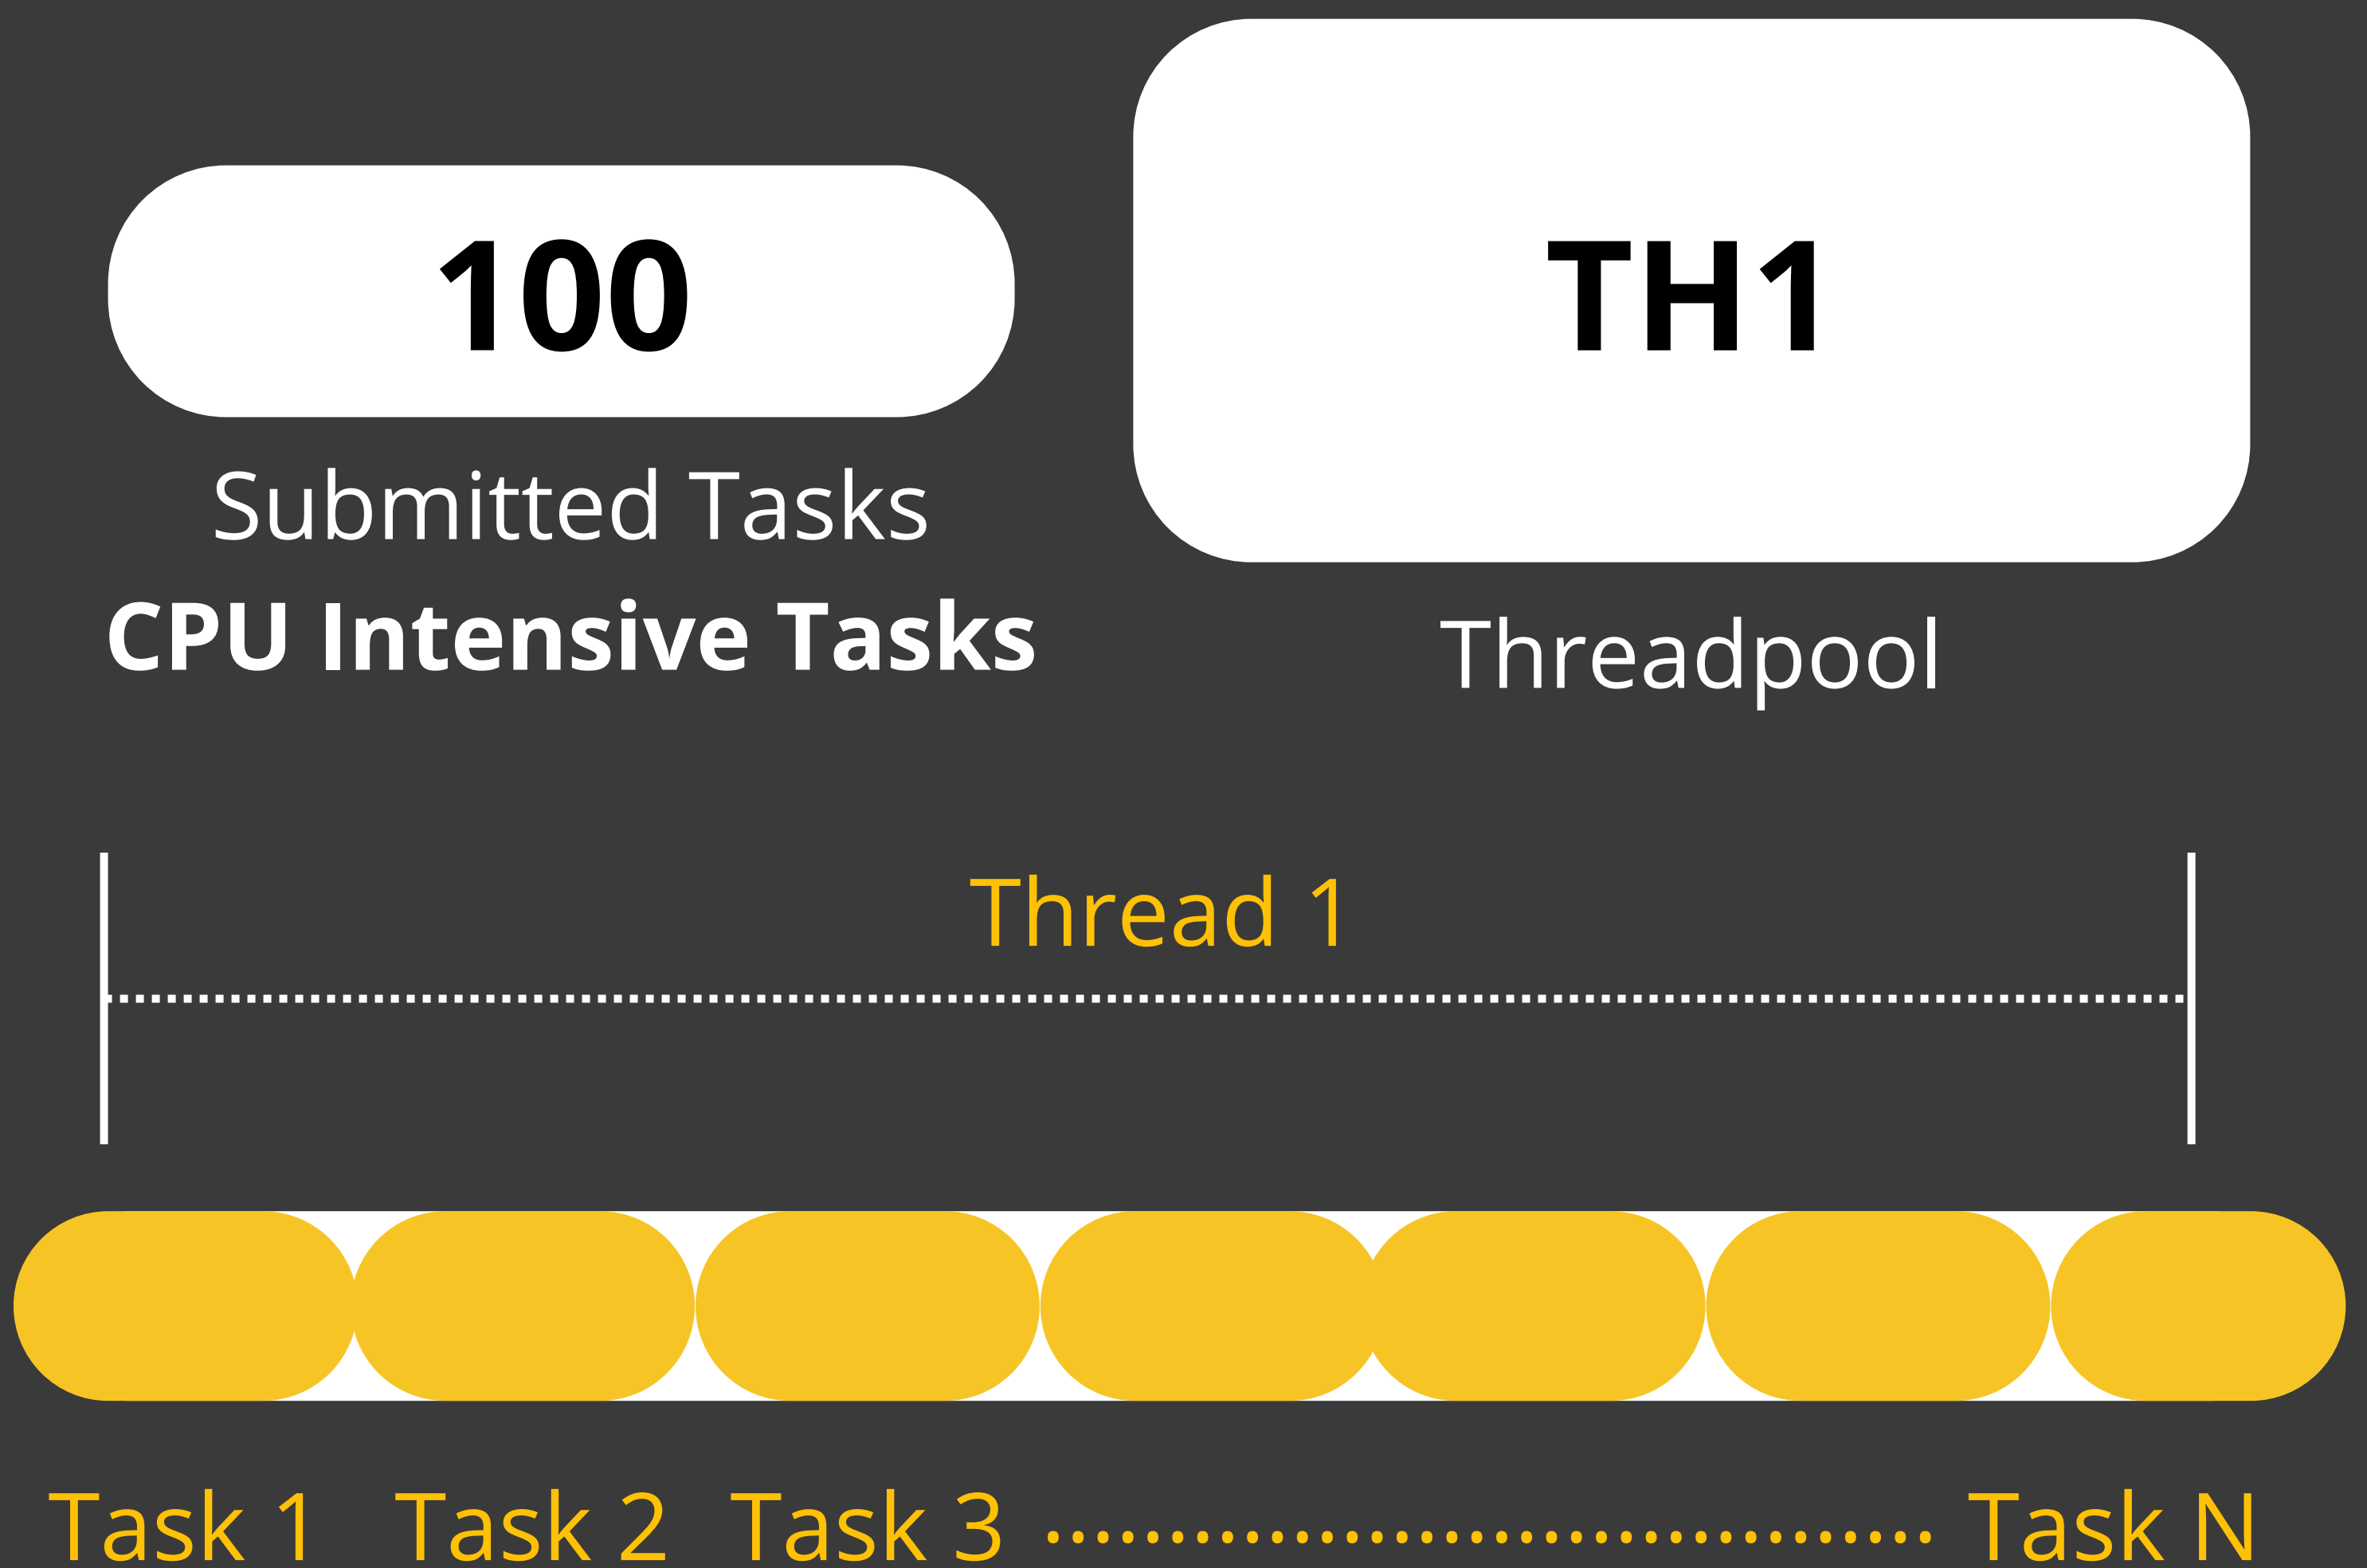 100
TH1
Submitted Tasks
CPU Intensive Tasks
Threadpool
Thread 1
Task 1 Task 2 Task 3 .................................... Task N